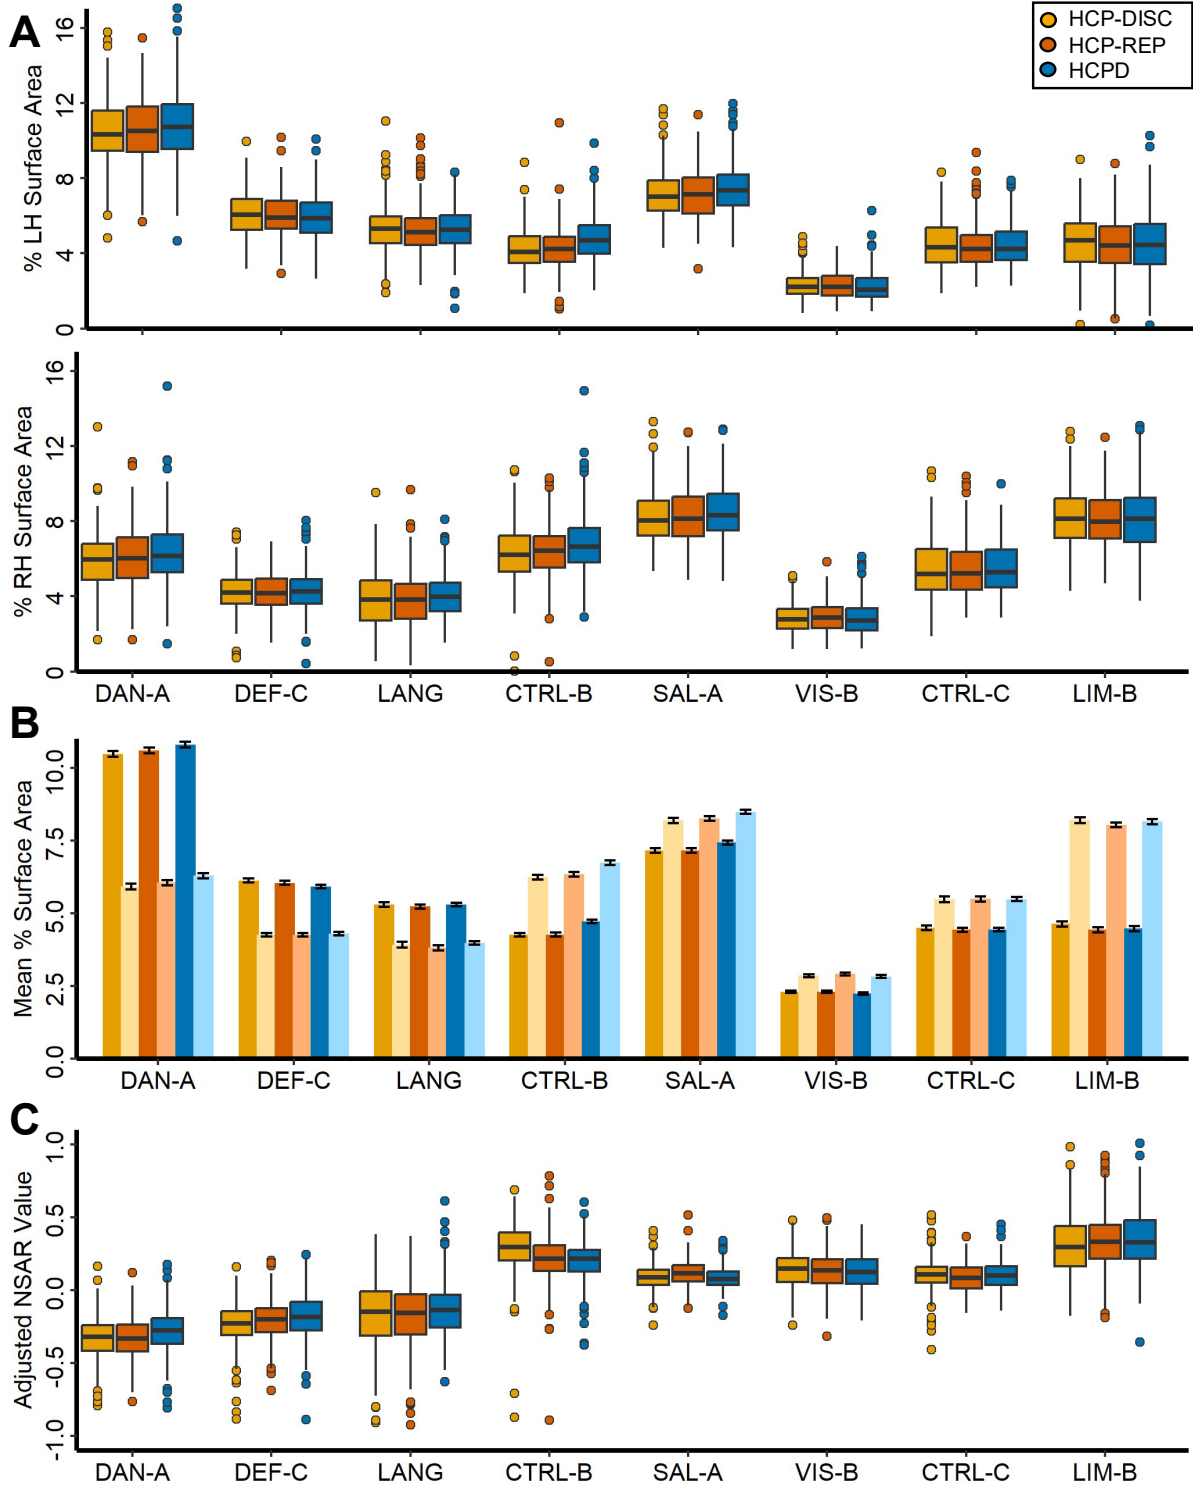 A
HCP-DISC
HCP-REP
HCPD
% LH Surface Area
16
12
8
4
0
% RH Surface Area
16
12
8
4
0
DAN-A DEF-C LANG CTRL-B SAL-A VIS-B CTRL-C LIM-B
B
Mean % Surface Area
10.0
7.5
5.0
2.5
0.0
DAN-A DEF-C LANG CTRL-B SAL-A VIS-B CTRL-C LIM-B
C
Adjusted NSAR Value
1.0
0.5
0.0
-0.5
-1.0
DAN-A DEF-C LANG CTRL-B SAL-A VIS-B CTRL-C LIM-B